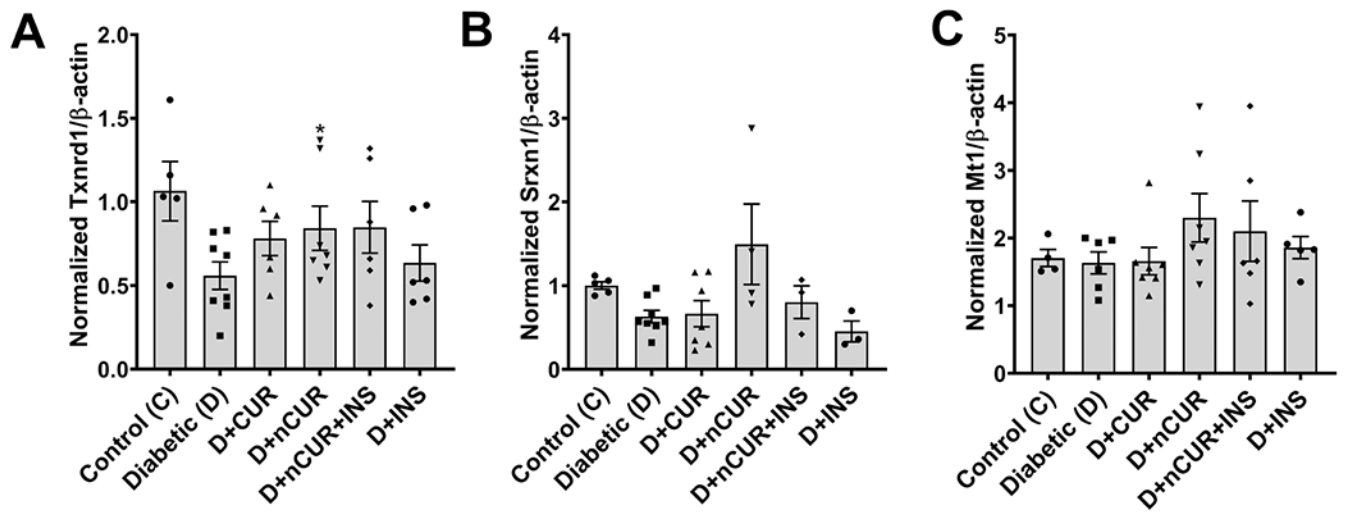 A
Normalized Txnrd1/β-actin
2.0
1.5
1.0
0.5
0.0
*
Control (C)
Diabetic (D)
D+CUR
D+nCUR
D+nCUR+INS
D+INS
B
Normalized Srxn1/β-actin
4
3
2
1
0
Control (C)
Diabetic (D)
D+CUR
D+nCUR
D+nCUR+INS
D+INS
C
Normalized Mt1/β-actin
5
4
3
2
1
0
Control (C)
Diabetic (D)
D+CUR
D+nCUR
D+nCUR+INS
D+INS